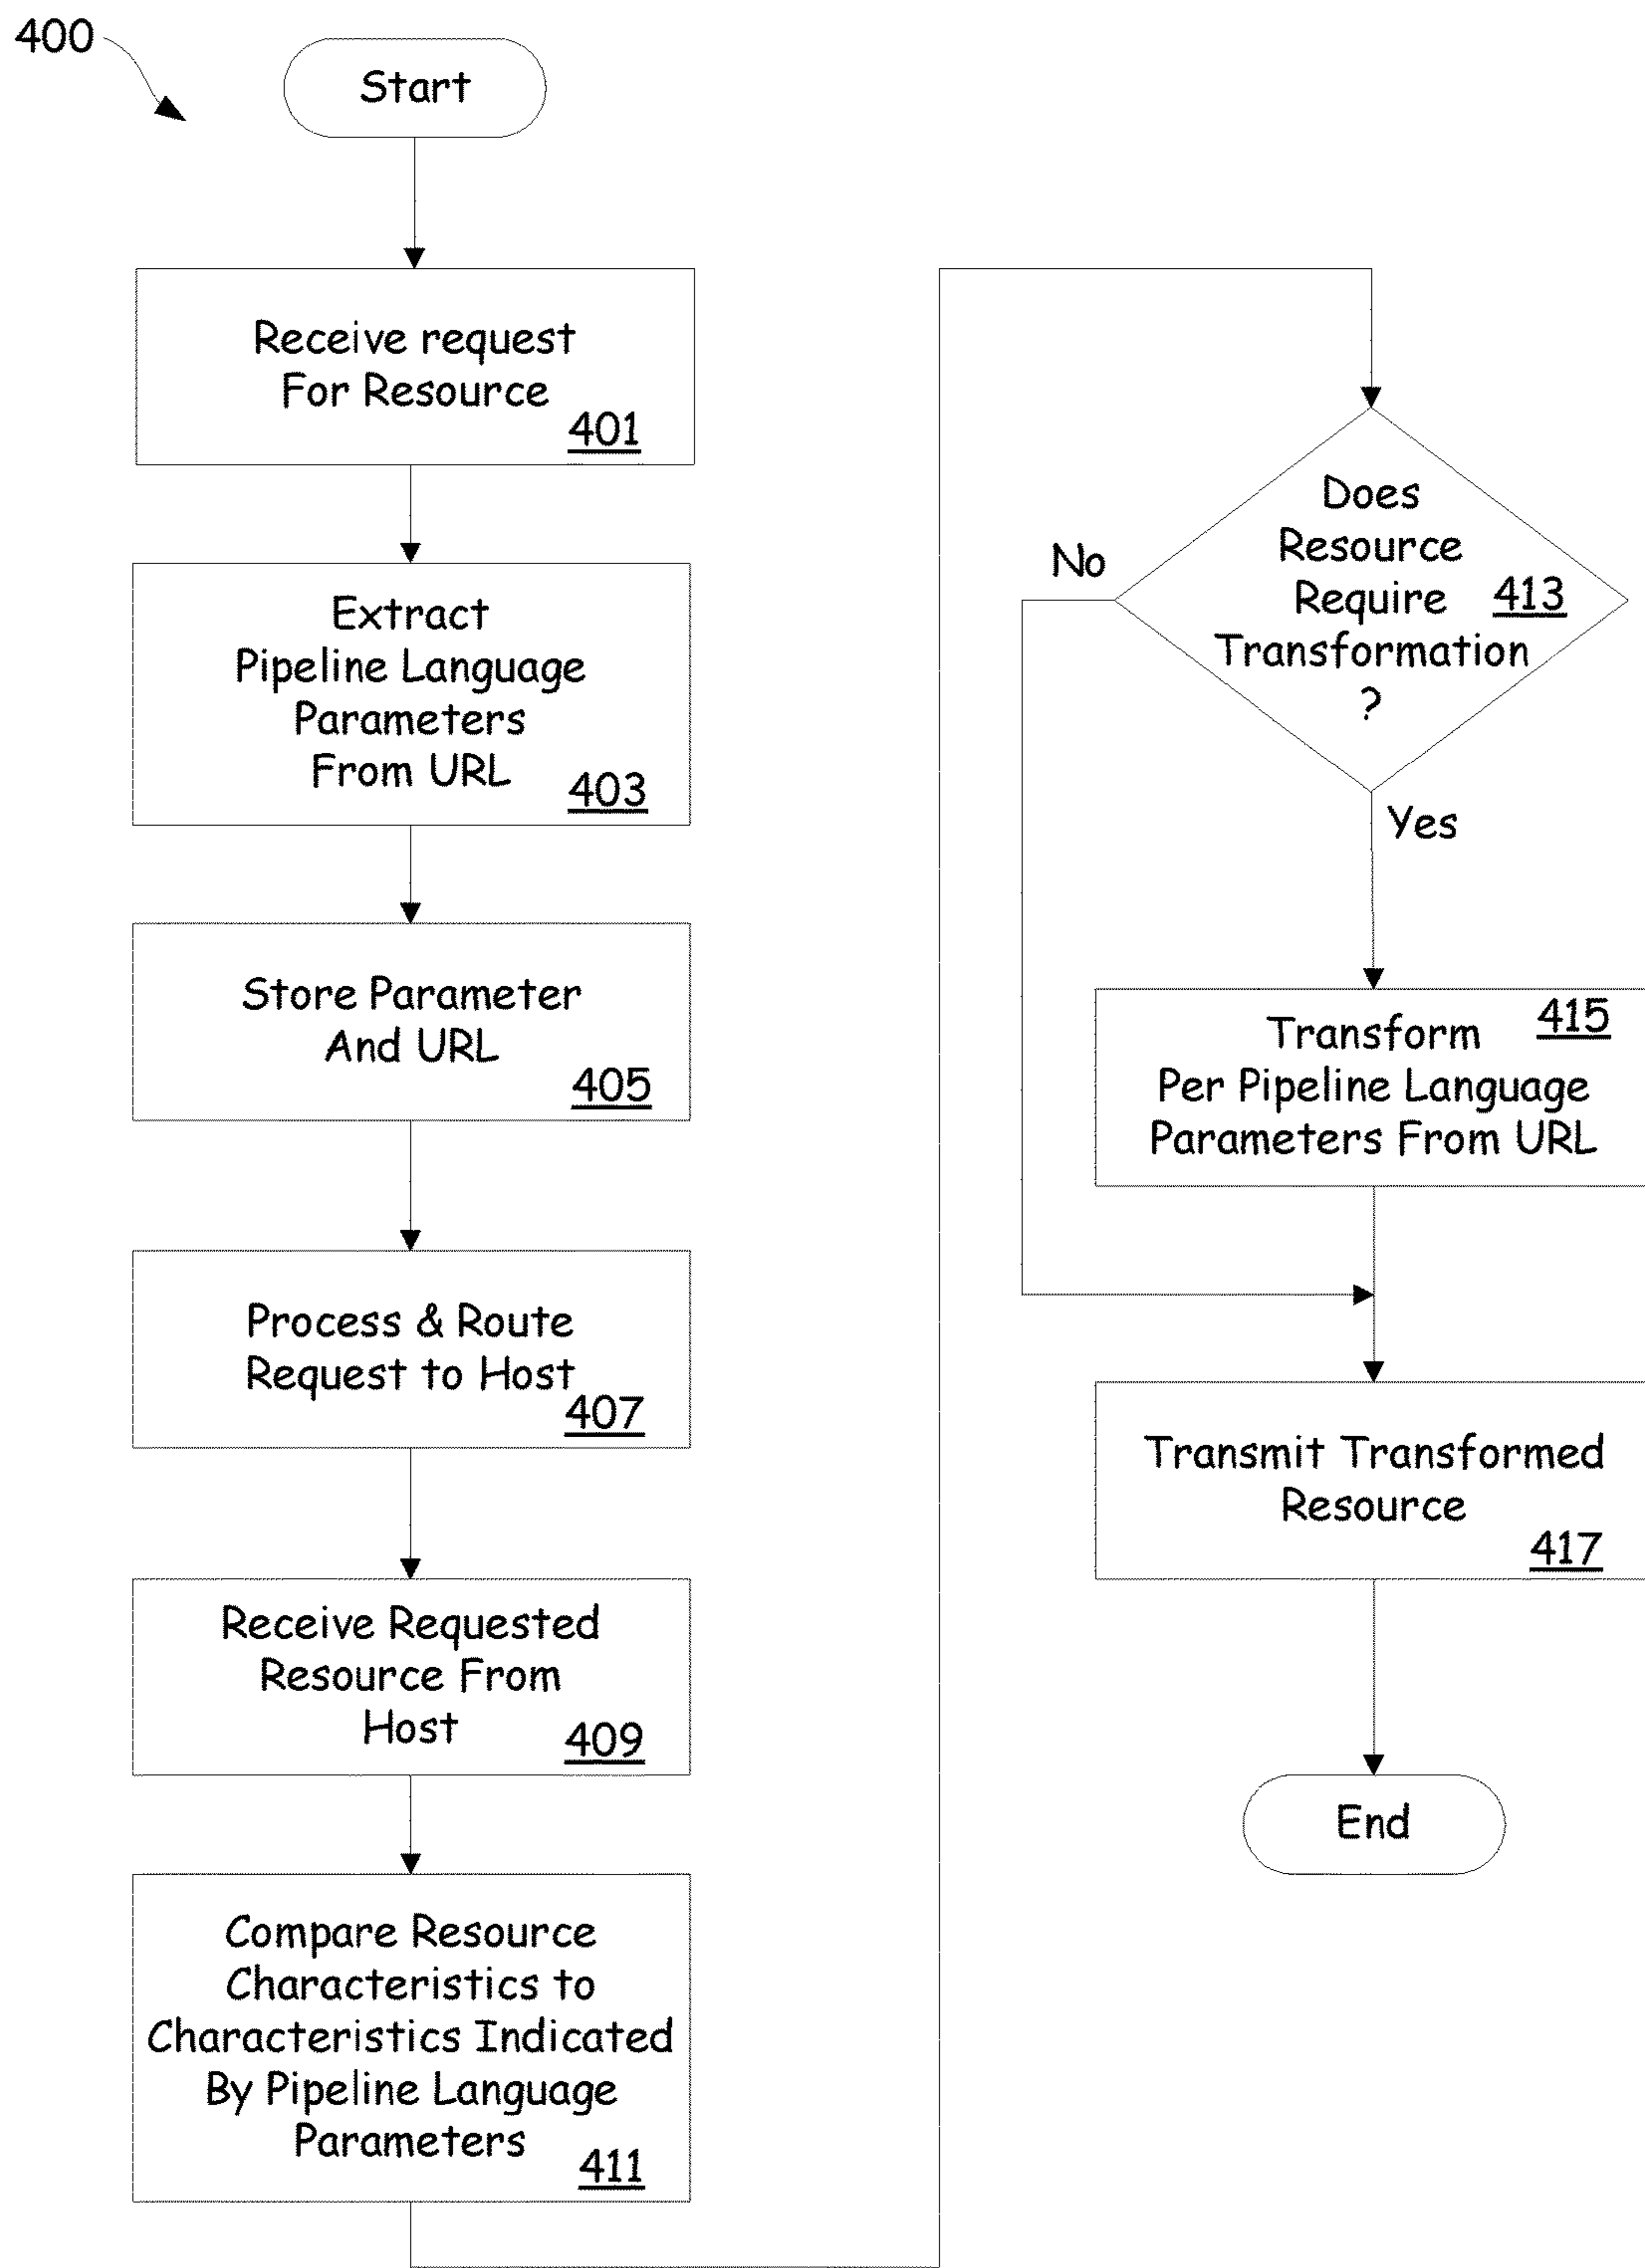 400
Start
Receive request
For Resource
401
Extract
Pipeline Language
Parameters
From URL
403
Store Parameter
And URL
405
Process & Route
Request to Host
407
Receive Requested
Resource From
Host
409
Compare Resource
Characteristics to
Characteristics Indicated
By Pipeline Language
Parameters
411
Does
Resource
Require
413
Transformation
?
No
Yes
415
Transform
Per Pipeline Language
Parameters From URL
Transmit Transformed
Resource
417
End